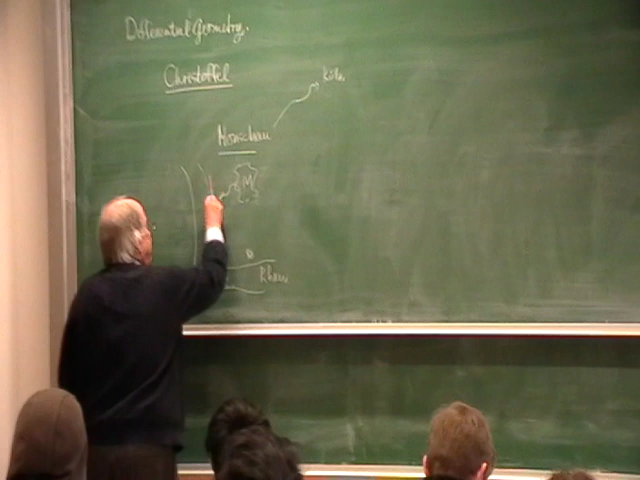 Differential Geometry.
Christoffel
Köln
Monschau
M
Rhein